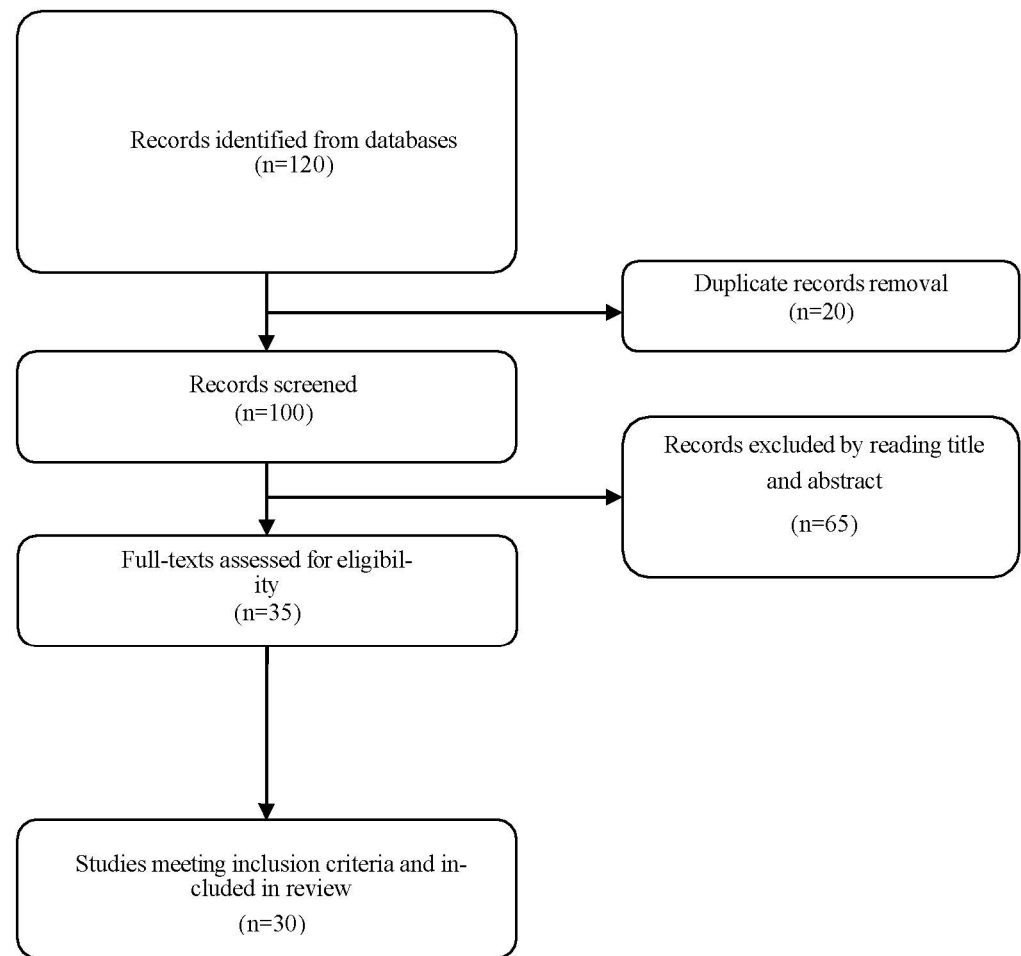 Records identified from databases
(n=120)
Duplicate records removal
(n=20)
Records screened
(n=100)
Records excluded by reading title
and abstract
(n=65)
Full-texts assessed for eligibil-
ity
(n=35)
Studies meeting inclusion criteria and in-
cluded in review
(n=30)